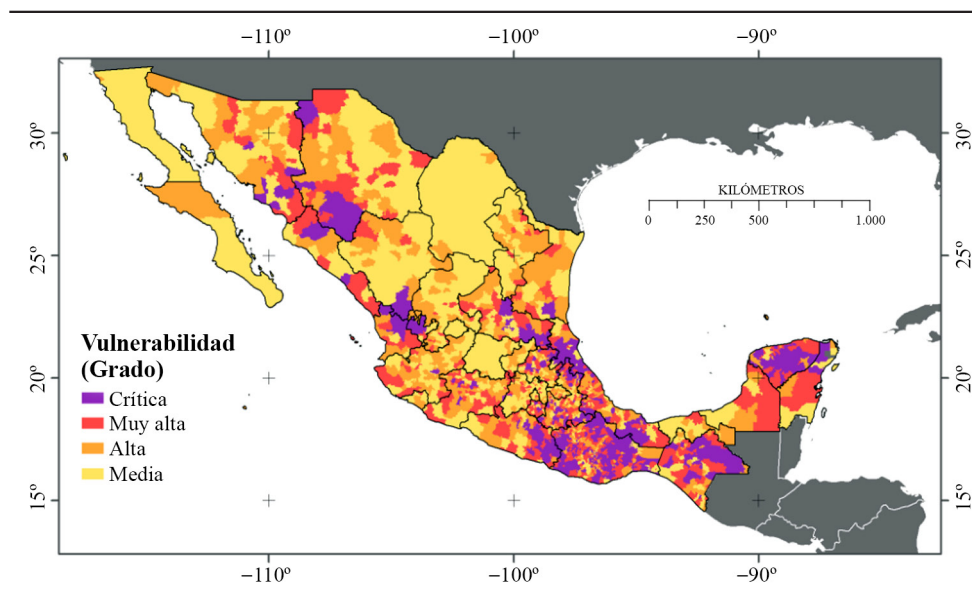 −110º −100º −90º
30º 30º
KILÓMETROS
0 250 500 1.000
25º 25º
Vulnerabilidad
(Grado)
20º 20º
Crítica
Muy alta
Alta
Media
15º 15º
−110º −100º −90º